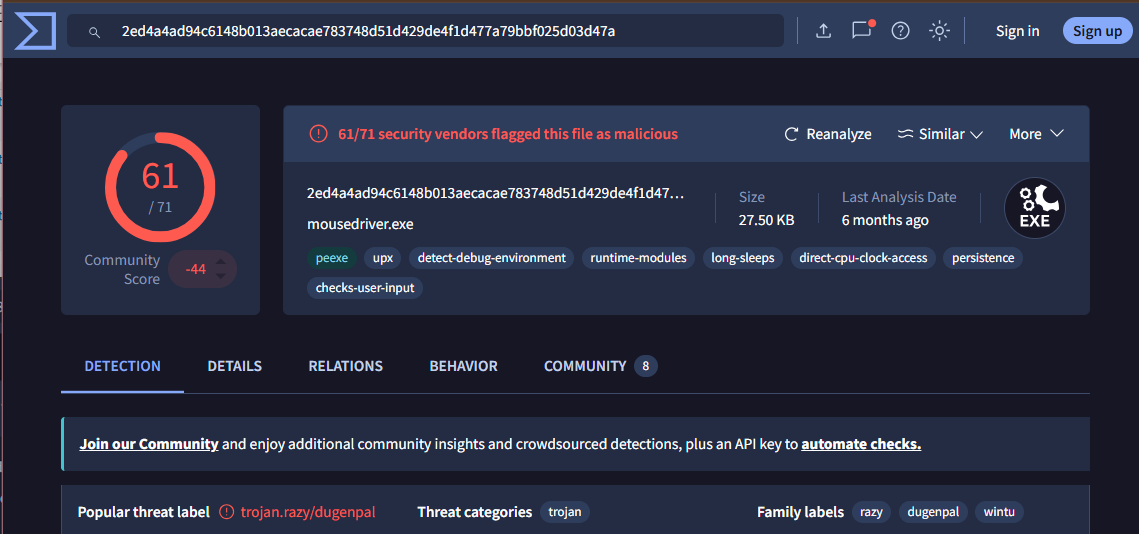 2ed4a4ad94c6148b013aecacae783748d51d429de4f1d477a79bbf025d03d47a
Sign in
Sign up
61
/ 71
Community
Score
-44
61/71 security vendors flagged this file as malicious
Reanalyze
Similar
More
2ed4a4ad94c6148b013aecacae783748d51d429de4f1d47…
mousedriver.exe
Size
27.50 KB
Last Analysis Date
6 months ago
EXE
peexe
upx
detect-debug-environment
runtime-modules
long-sleeps
direct-cpu-clock-access
persistence
checks-user-input
DETECTION
DETAILS
RELATIONS
BEHAVIOR
COMMUNITY
8
Join our Community and enjoy additional community insights and crowdsourced detections, plus an API key to automate checks.
Popular threat label
trojan.razy/dugenpal
Threat categories
trojan
Family labels
razy
dugenpal
wintu